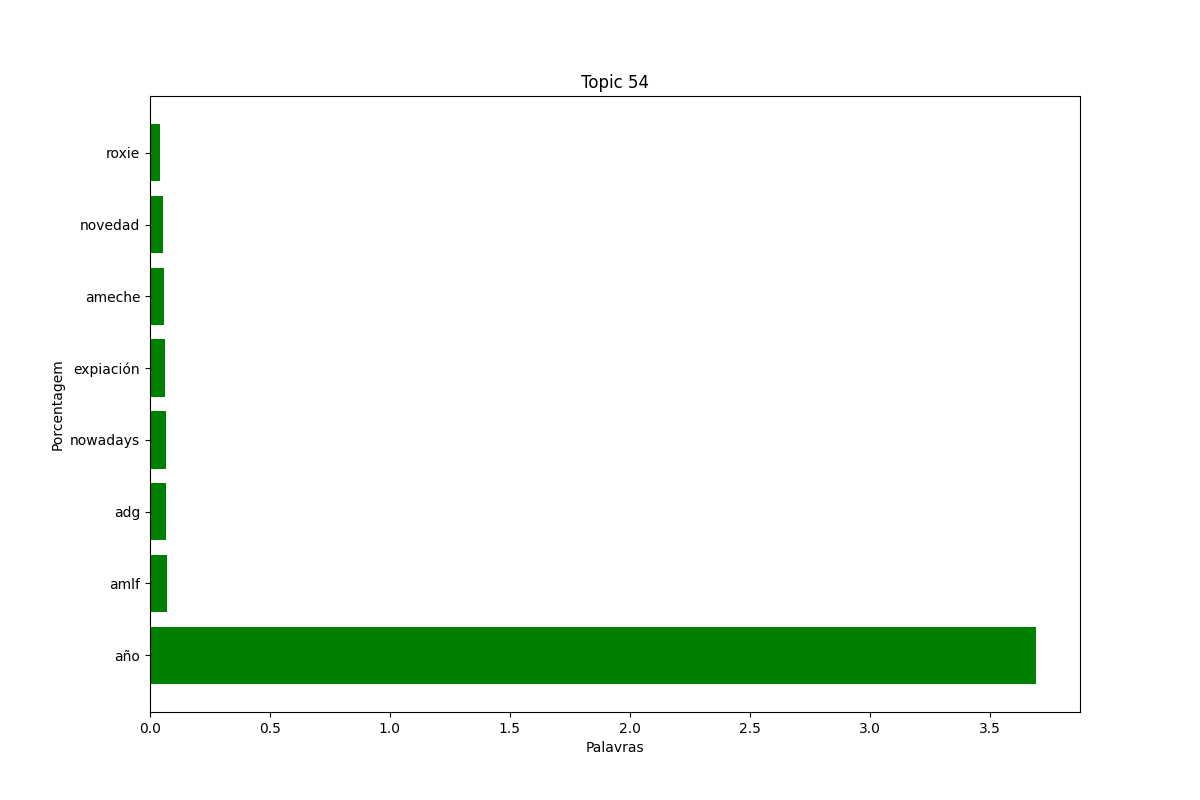 Topic 54
roxie
novedad
ameche
expiación
nowadays
adg
amlf
año
Porcentagem
0.0 0.5 1.0 1.5 2.0 2.5 3.0 3.5
Palavras